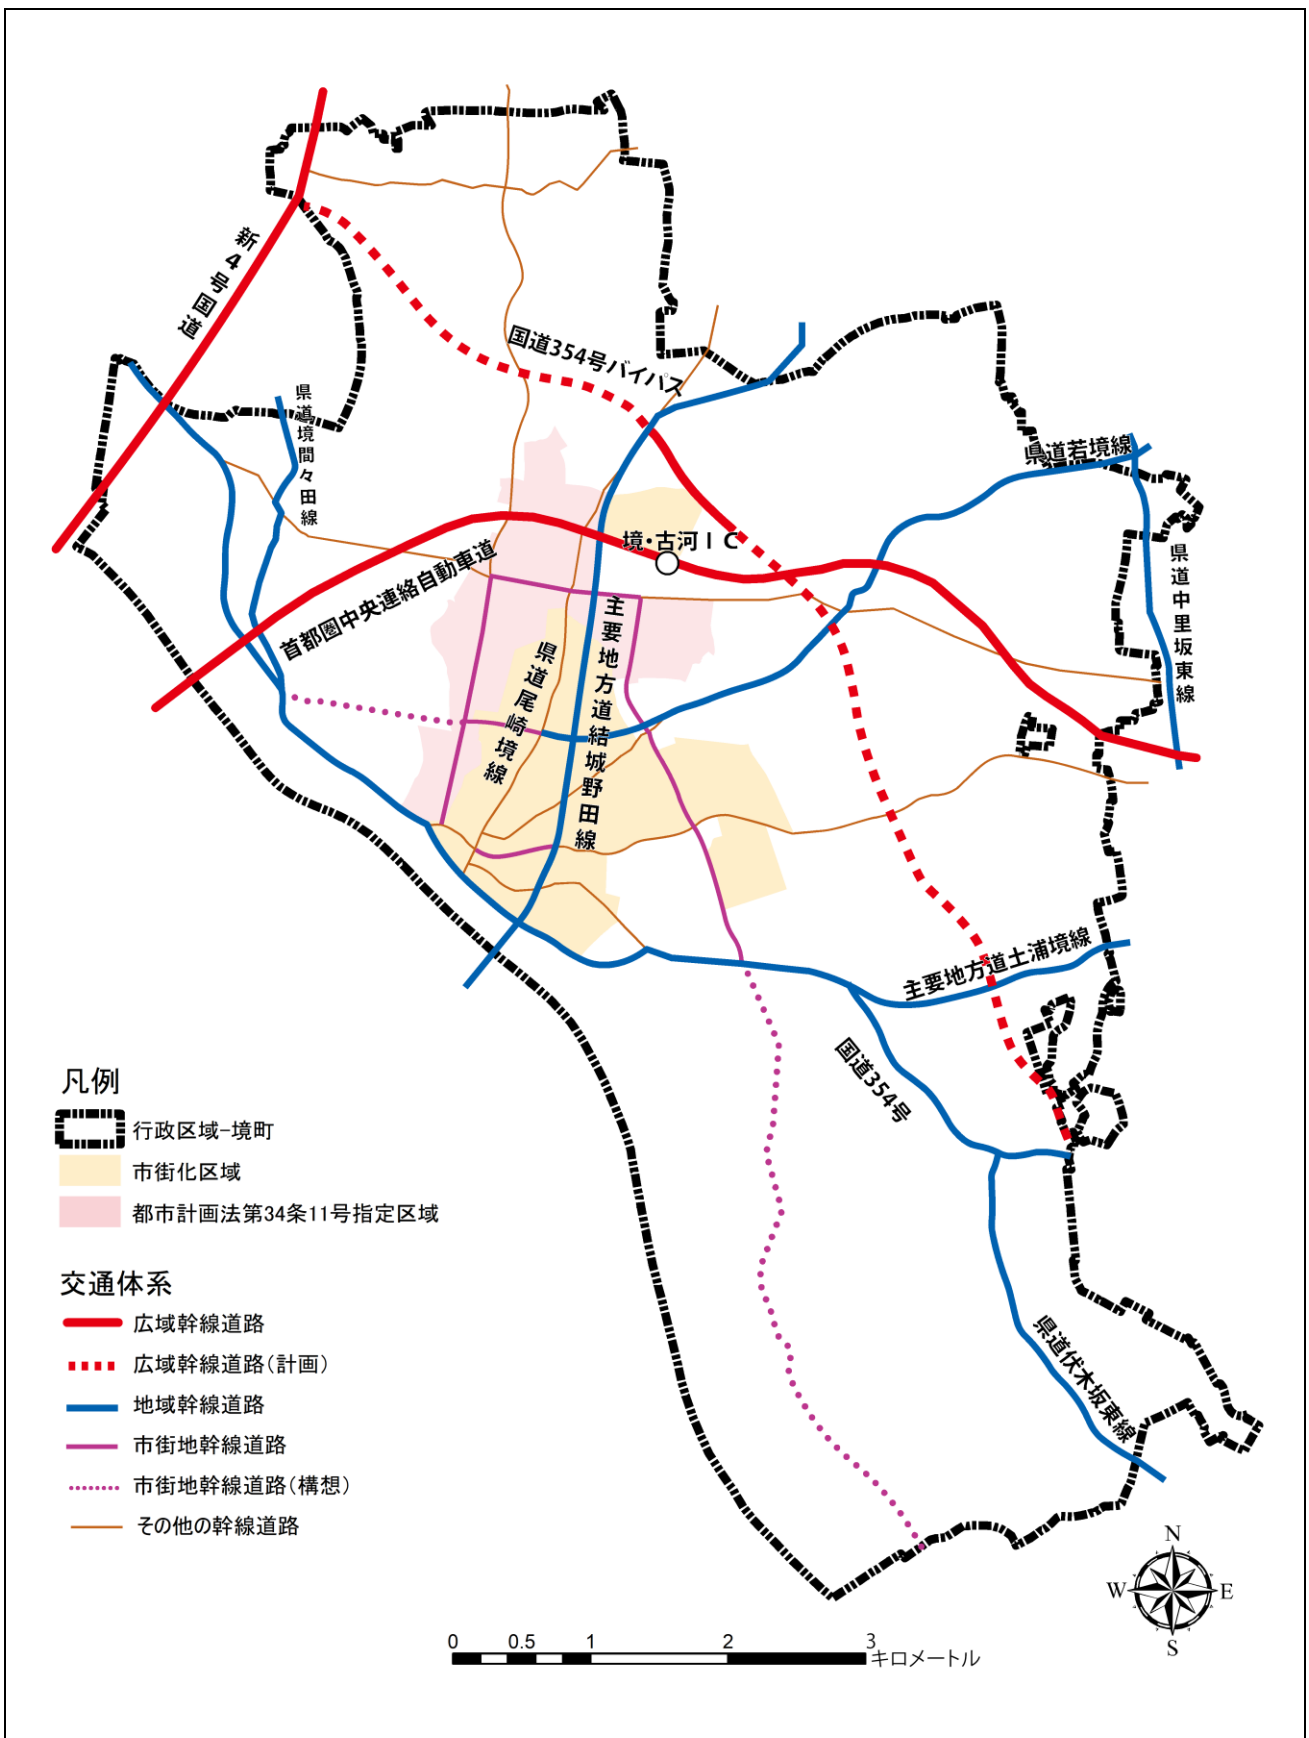 新4号国道
国道354号バイパス
県道境間々田線
県道若境線
境・古河ＩＣ
首都圏中央連絡自動車道
県道中里坂東線
主要地方道結城野田線
県道尾崎境線
主要地方道土浦境線
国道354号
県道伏木坂東線
凡例
行政区域-境町
市街化区域
都市計画法第34条11号指定区域
交通体系
広域幹線道路
広域幹線道路(計画)
地域幹線道路
市街地幹線道路
市街地幹線道路(構想)
その他の幹線道路
N
W
E
S
0 0.5 1 2 3
キロメートル